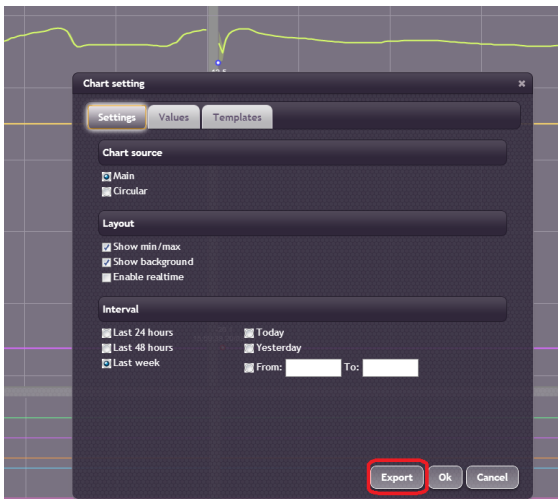 Chart setting
Settings Values Templates
Chart source
Main
Circular
Layout
Show min/max
Show background
Enable realtime
Interval
Last 24 hours Today
Last 48 hours Yesterday
Last week From: To:
Export Ok Cancel